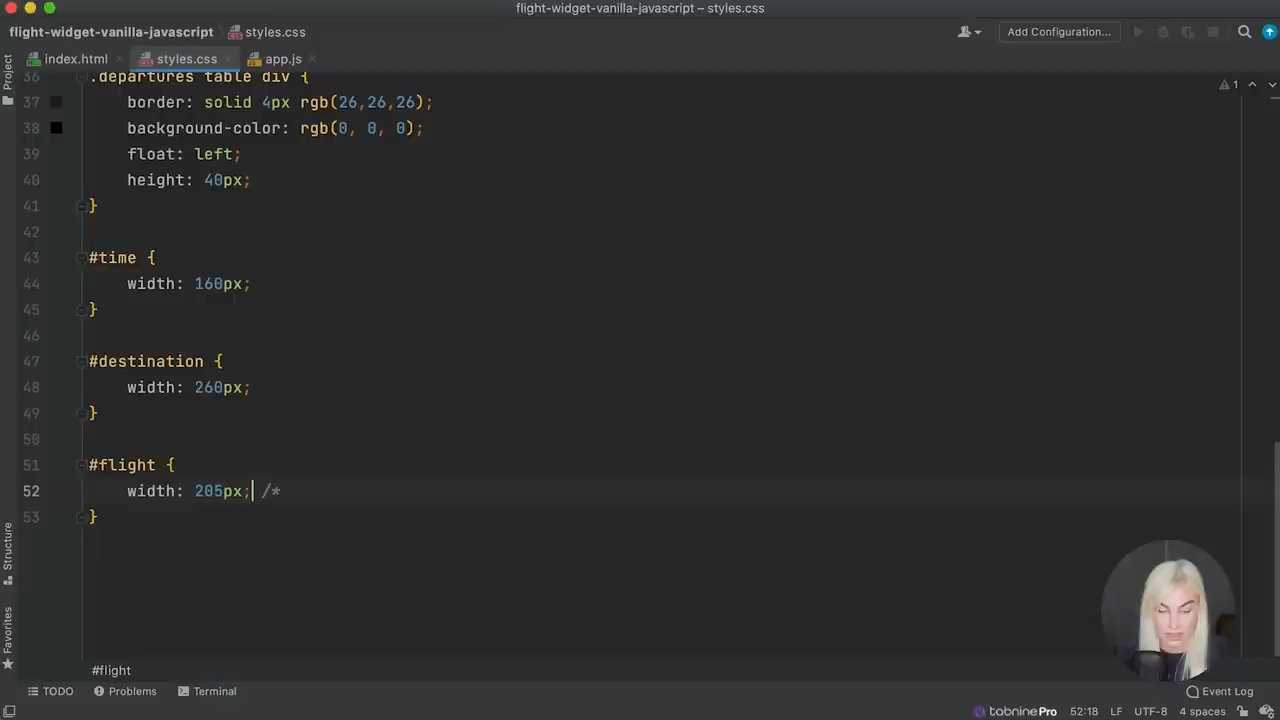 flight-widget-vanilla-javascript – styles.css
flight-widget-vanilla-javascript styles.css Add Configuration...
index.html styles.css app.js
Project
1
36 .departures table div {
37 border: solid 4px rgb(26,26,26);
38 background-color: rgb(0, 0, 0);
39 float: left;
40 height: 40px;
41 }
42
43 #time {
44 width: 160px;
45 }
46
47 #destination {
48 width: 260px;
49 }
50
51 #flight {
52 width: 205px; /*
53 }
Structure
Favorites
#flight
TODO Problems Terminal Event Log
tabnine Pro 52:18 LF UTF-8 4 spaces